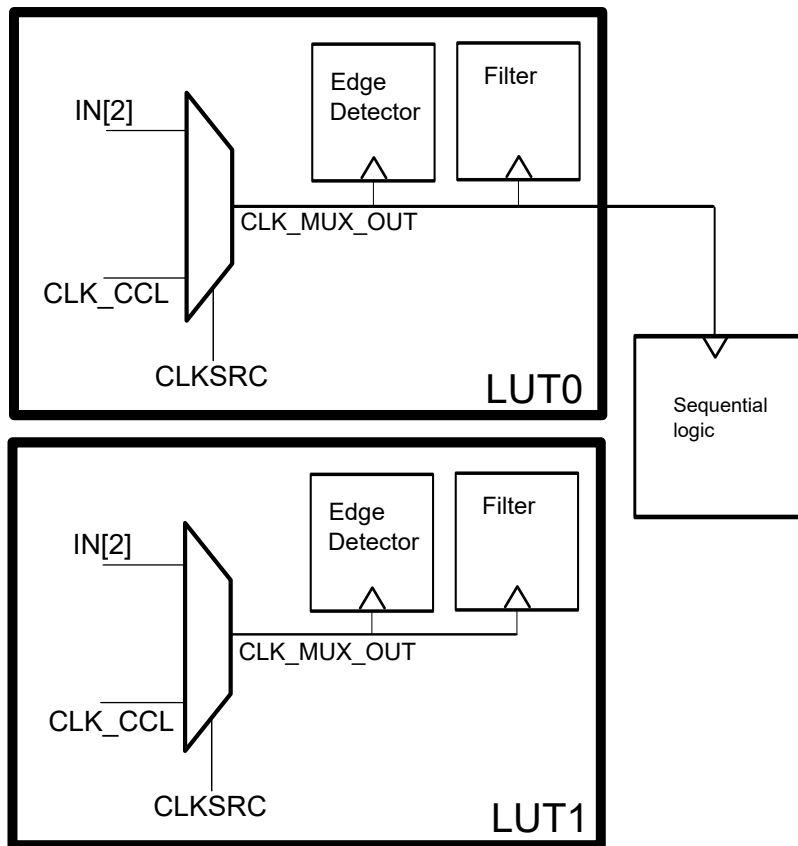 Edge
Detector
Filter
IN[2]
CLK_MUX_OUT
CLK_CCL
CLKSRC
LUT0
Sequential
logic
Edge
Detector
Filter
IN[2]
CLK_MUX_OUT
CLK_CCL
CLKSRC
LUT1